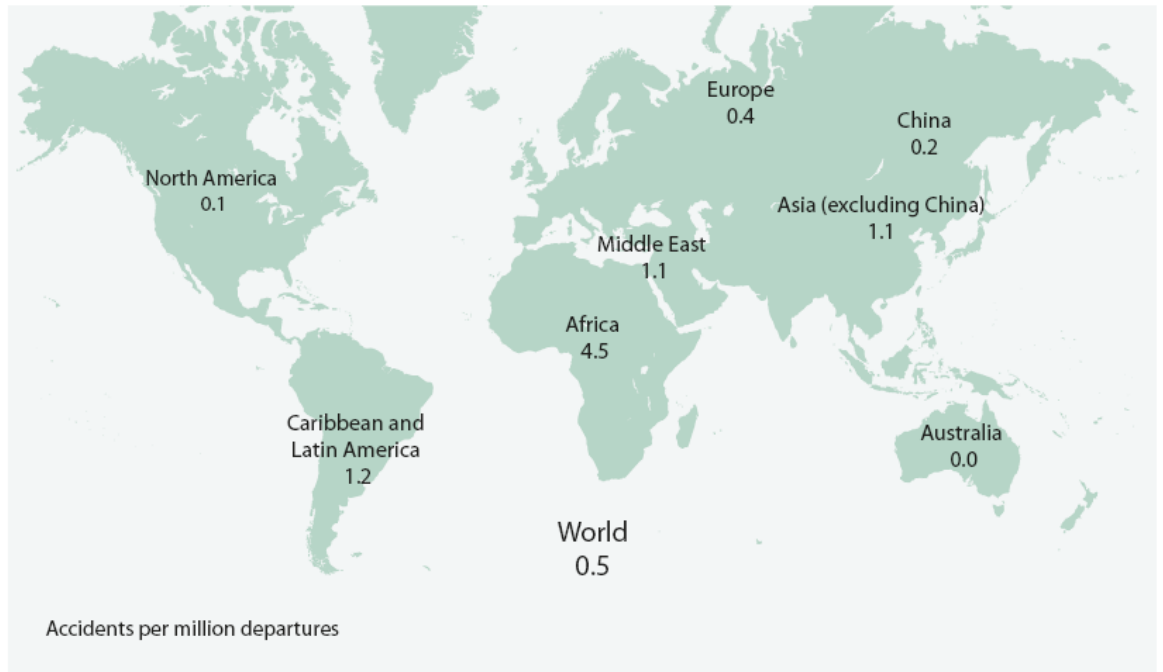 Europe
0.4
China
0.2
North America
0.1
Asia (excluding China)
1.1
Middle East
1.1
Africa
4.5
Caribbean and
Latin America
1.2
Australia
0.0
World
0.5
Accidents per million departures